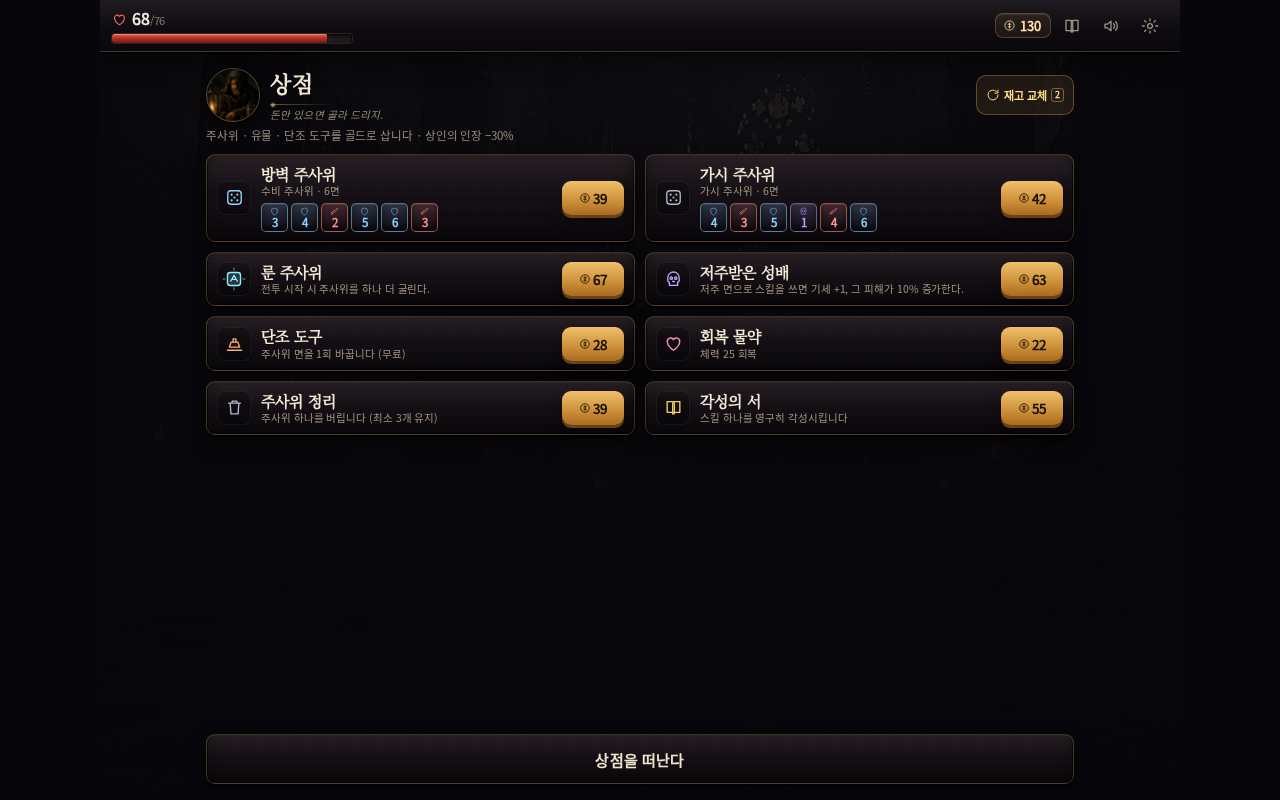 68/76
130
상점
돈만 있으면 골라 드리지.
재고 교체 2
주사위 · 유물 · 단조 도구를 골드로 삽니다 · 상인의 인장 −30%
방벽 주사위
수비 주사위 · 6면
3 4 2 5 6 3
39
가시 주사위
가시 주사위 · 6면
4 3 5 1 4 6
42
룬 주사위
전투 시작 시 주사위를 하나 더 굴린다.
67
저주받은 성배
저주 면으로 스킬을 쓰면 기세 +1, 그 피해가 10% 증가한다.
63
단조 도구
주사위 면을 1회 바꿉니다 (무료)
28
회복 물약
체력 25 회복
22
주사위 정리
주사위 하나를 버립니다 (최소 3개 유지)
39
각성의 서
스킬 하나를 영구히 각성시킵니다
55
상점을 떠난다